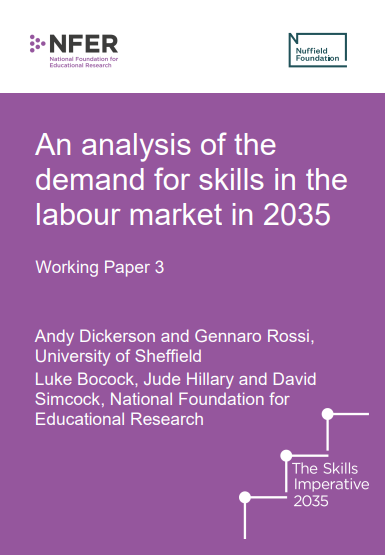 NFER
National Foundation for
Educational Research
Nuffield
Foundation
An analysis of the
demand for skills in the
labour market in 2035
Working Paper 3
Andy Dickerson and Gennaro Rossi,
University of Sheffield
Luke Bocock, Jude Hillary and David
Simcock, National Foundation for
Educational Research
The Skills
Imperative
2035